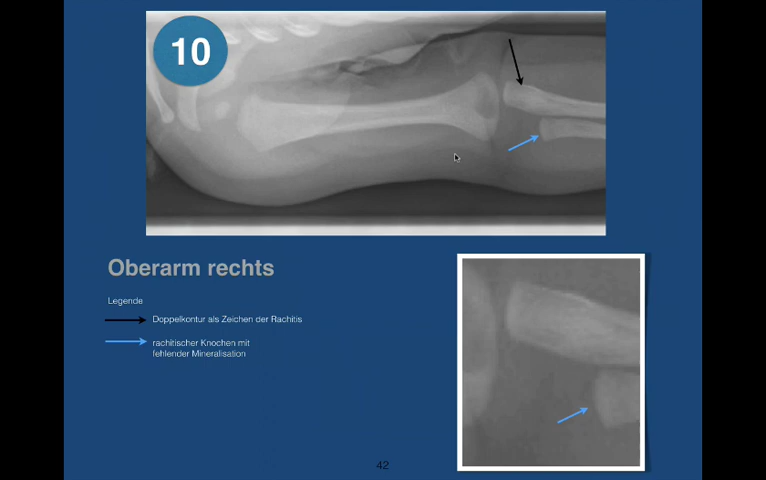 10
Oberarm rechts
Legende
Doppelkontur als Zeichen der Rachitis
rachitischer Knochen mit
fehlender Mineralisation
42